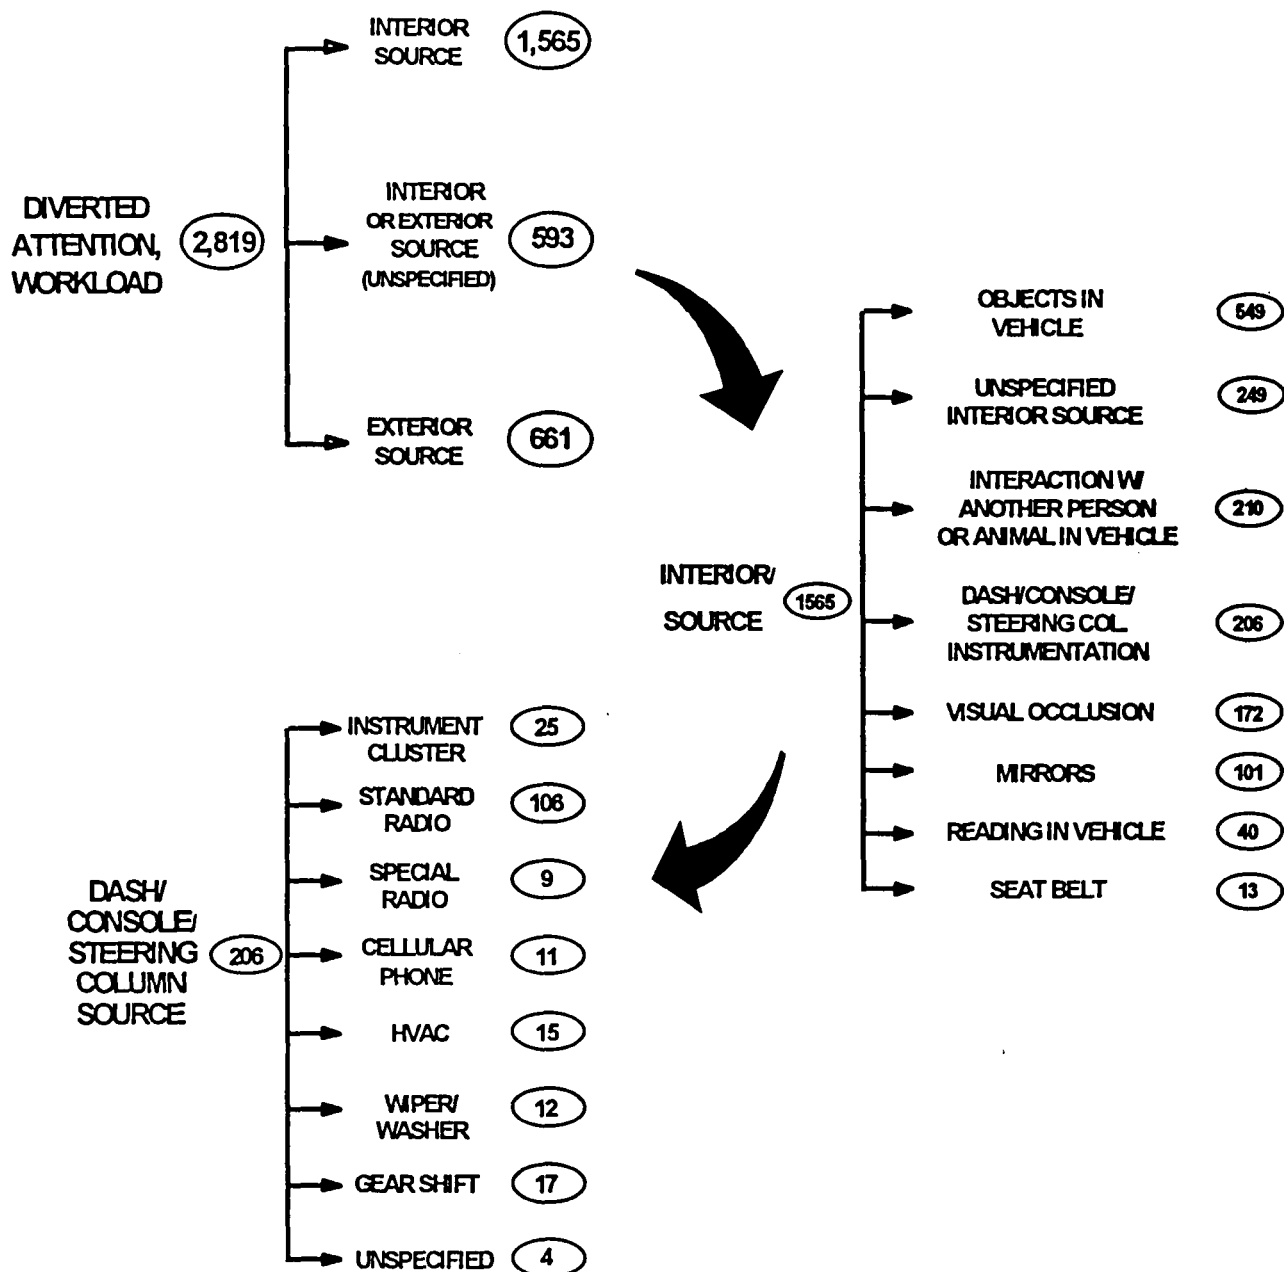 DIVERTED
ATTENTION,
WORKLOAD
2,819
INTERIOR
SOURCE
1,565
INTERIOR
OR EXTERIOR
SOURCE
(UNSPECIFIED)
593
EXTERIOR
SOURCE
661
INTERIOR/
SOURCE
1565
OBJECTS IN
VEHICLE
549
UNSPECIFIED
INTERIOR SOURCE
249
INTERACTION W/
ANOTHER PERSON
OR ANIMAL IN VEHICLE
210
DASH/CONSOLE/
STEERING COL.
INSTRUMENTATION
206
VISUAL OCCLUSION
172
MIRRORS
101
READING IN VEHICLE
40
SEAT BELT
13
DASH/
CONSOLE/
STEERING
COLUMN
SOURCE
206
INSTRUMENT
CLUSTER
25
STANDARD
RADIO
106
SPECIAL
RADIO
9
CELLULAR
PHONE
11
HVAC
15
WIPER/
WASHER
12
GEAR SHIFT
17
UNSPECIFIED
4